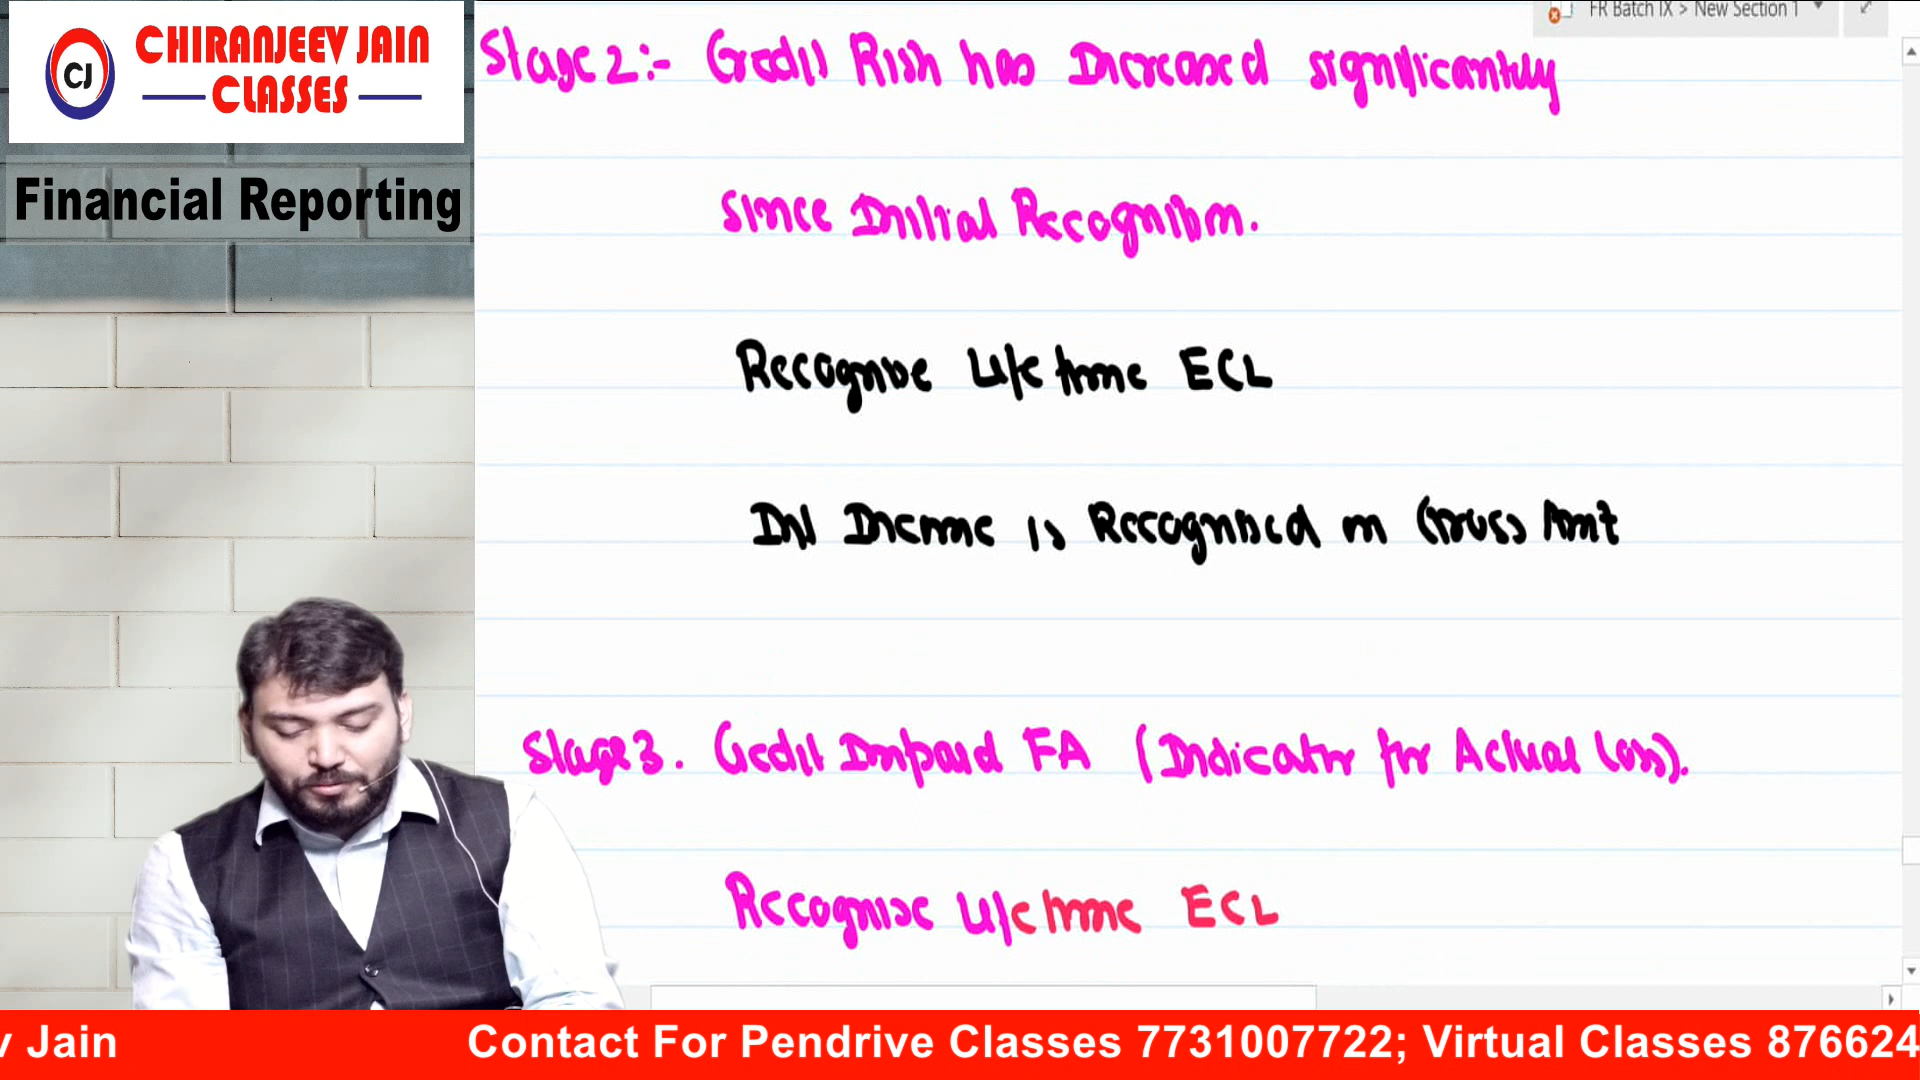 CHIRANJEEV JAIN
CJ
CLASSES
Financial Reporting
FR Batch IX > New Section 1
Stage 2:- Credit Risk has Increased significantly
since Initial Recognition.
Recognise Life time ECL
Int Income is Recognised on Gross Amt
Stage 3. Credit Impaired FA (Indicator for Actual Loss).
Recognise Life time ECL
v Jain Contact For Pendrive Classes 7731007722; Virtual Classes 876624